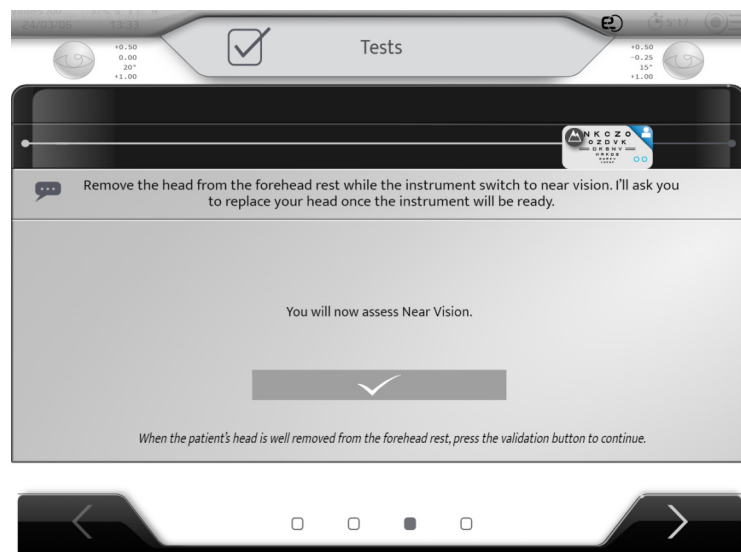 24/03/06 13:33
5'17
Tests
+0.50
0.00
20°
+1.00
+0.50
-0.25
15°
+1.00
N K C Z O
O Z D V K
Remove the head from the forehead rest while the instrument switch to near vision. I'll ask you
to replace your head once the instrument will be ready.
You will now assess Near Vision.
When the patient's head is well removed from the forehead rest, press the validation button to continue.